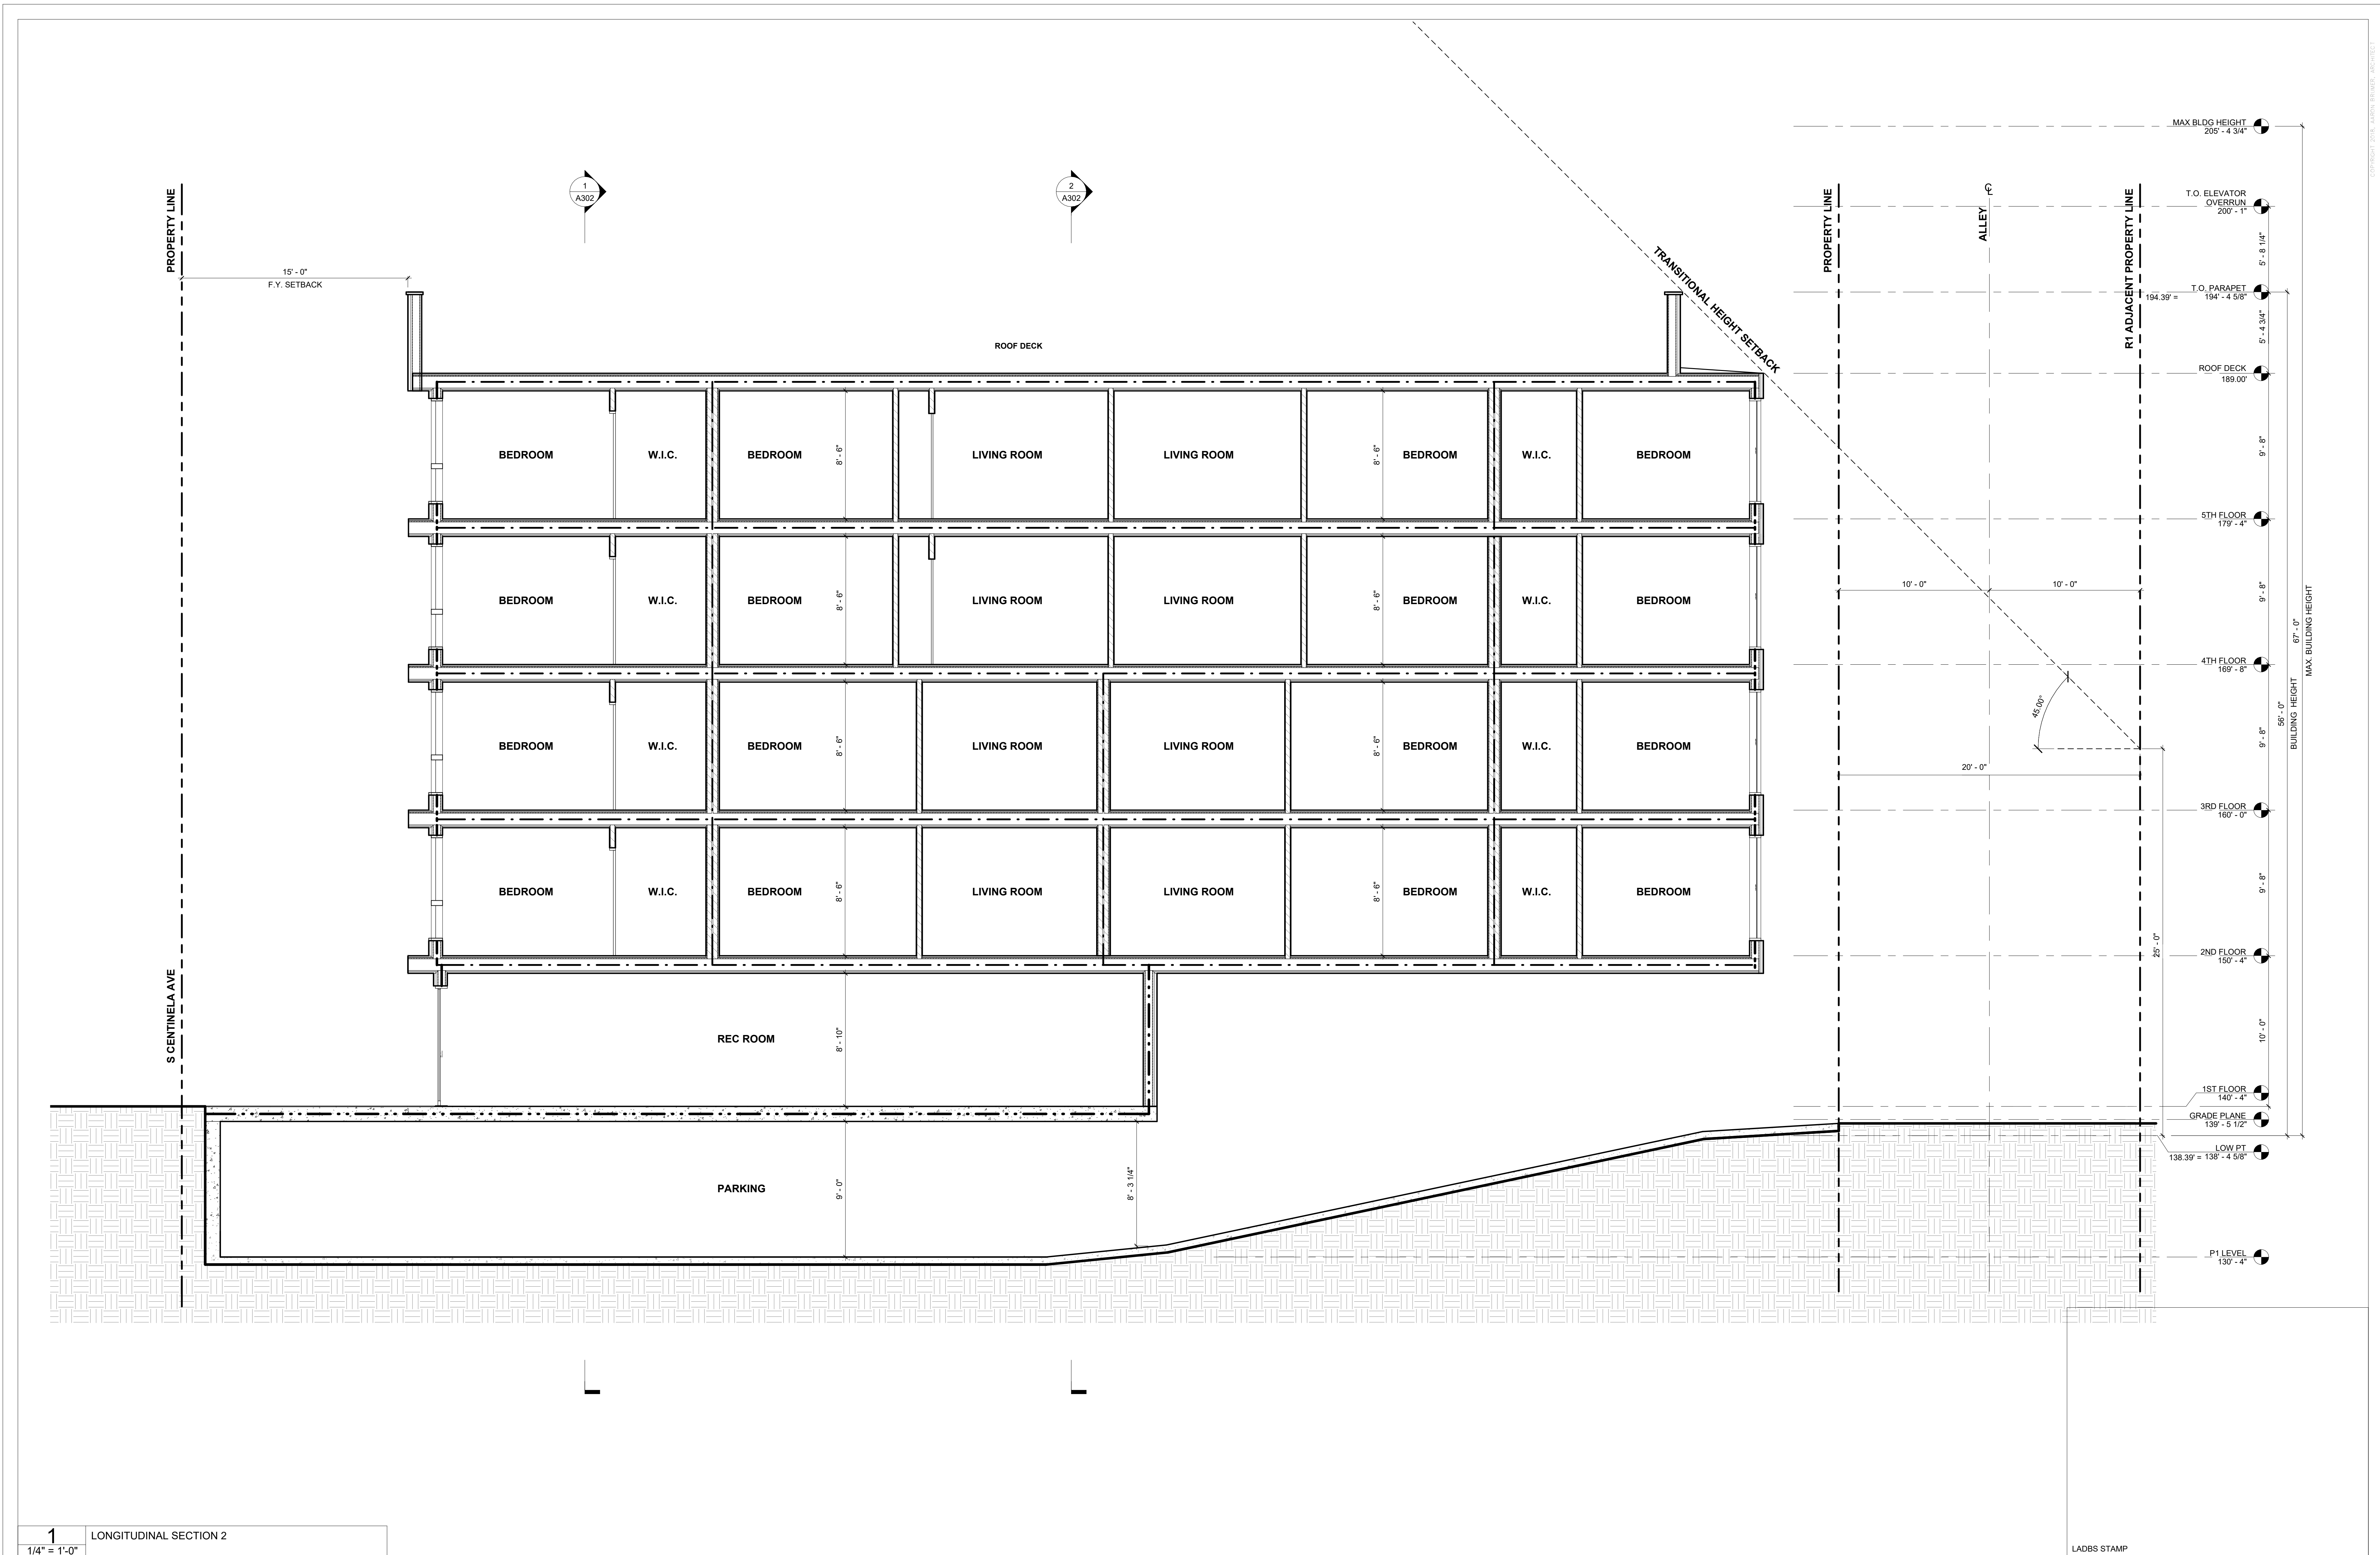 COPYRIGHT 2018, AARON BRUMER, ARCHITECT
MAX BLDG HEIGHT
205' - 4 3/4"
1
A302
2
A302
PROPERTY LINE
PROPERTY LINE
℄
ALLEY
R1 ADJACENT PROPERTY LINE
T.O. ELEVATOR
OVERRUN
200' - 1"
5' - 8 1/4"
15' - 0"
F.Y. SETBACK
TRANSITIONAL HEIGHT SETBACK
T.O. PARAPET
194.39' = 194' - 4 5/8"
5' - 4 3/4"
ROOF DECK
ROOF DECK
189.00'
BEDROOM
W.I.C.
BEDROOM
8' - 6"
LIVING ROOM
LIVING ROOM
8' - 6"
BEDROOM
W.I.C.
BEDROOM
9' - 8"
5TH FLOOR
179' - 4"
BEDROOM
W.I.C.
BEDROOM
8' - 6"
LIVING ROOM
LIVING ROOM
8' - 6"
BEDROOM
W.I.C.
BEDROOM
10' - 0"
10' - 0"
9' - 8"
67' - 0"
MAX. BUILDING HEIGHT
4TH FLOOR
169' - 8"
56' - 0"
BUILDING HEIGHT
45.00°
BEDROOM
W.I.C.
BEDROOM
8' - 6"
LIVING ROOM
LIVING ROOM
8' - 6"
BEDROOM
W.I.C.
BEDROOM
9' - 8"
20' - 0"
3RD FLOOR
160' - 0"
BEDROOM
W.I.C.
BEDROOM
8' - 6"
LIVING ROOM
LIVING ROOM
8' - 6"
BEDROOM
W.I.C.
BEDROOM
9' - 8"
25' - 0"
2ND FLOOR
150' - 4"
S CENTINELA AVE
REC ROOM
8' - 10"
10' - 0"
1ST FLOOR
140' - 4"
GRADE PLANE
139' - 5 1/2"
LOW PT
138.39' = 138' - 4 5/8"
PARKING
9' - 0"
8' - 3 1/4"
P1 LEVEL
130' - 4"
1
LONGITUDINAL SECTION 2
1/4" = 1'-0"
LADBS STAMP